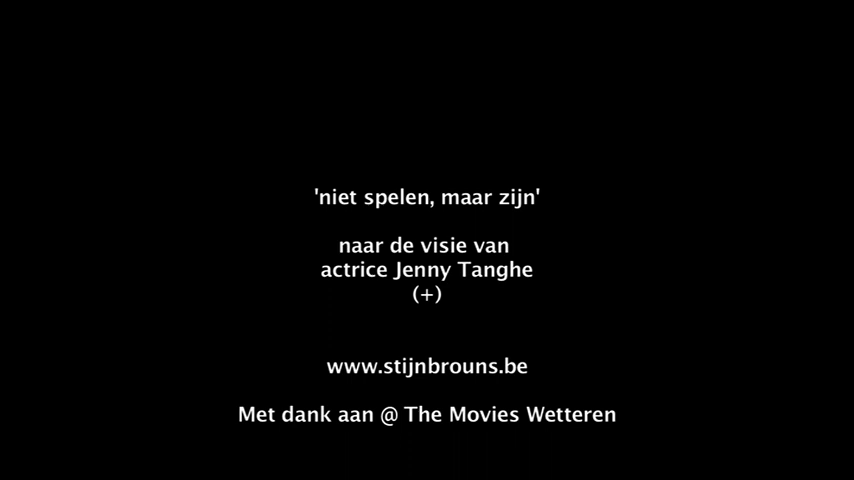 'niet spelen, maar zijn'
naar de visie van
actrice Jenny Tanghe
(+)
www.stijnbrouns.be
Met dank aan @ The Movies Wetteren